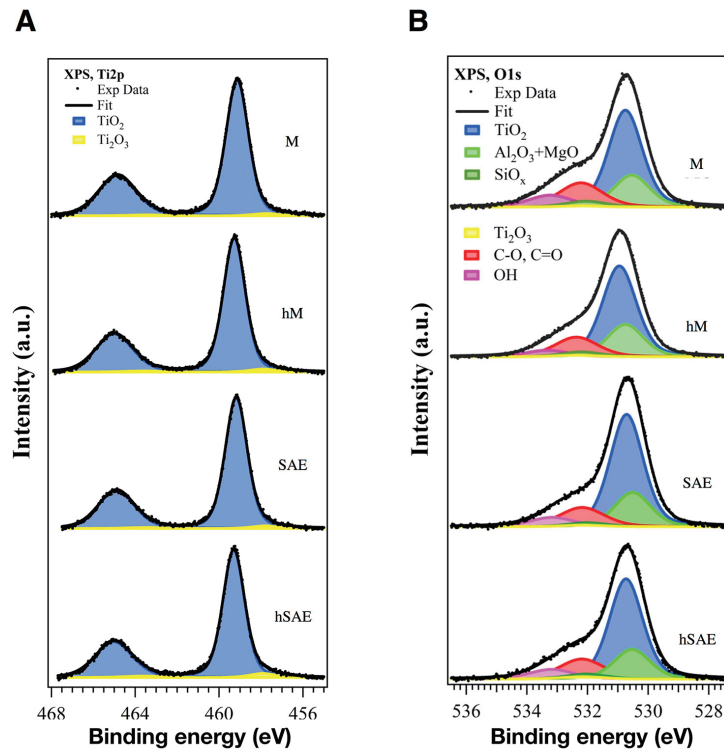 A
XPS, Ti2p
Exp Data
Fit
TiO2
Ti2O3
M
hM
SAE
hSAE
Intensity (a.u.)
468
464
460
456
Binding energy (eV)
B
XPS, O1s
Exp Data
Fit
TiO2
Al2O3+MgO
SiOx
Ti2O3
C-O, C=O
OH
M
hM
SAE
hSAE
Intensity (a.u.)
536
534
532
530
528
Binding energy (eV)